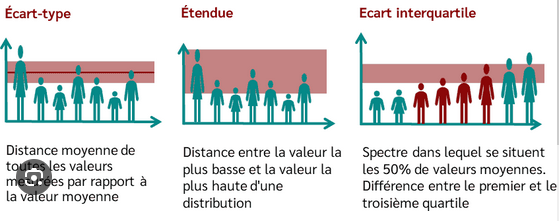 Écart-type
Étendue
Ecart interquartile
Distance moyenne de
toutes les valeurs
par rapport à
la valeur moyenne
Distance entre la valeur la
plus basse et la valeur la
plus haute d'une
distribution
Spectre dans lequel se situent
les 50% de valeurs moyennes.
Différence entre le premier et le
troisième quartile